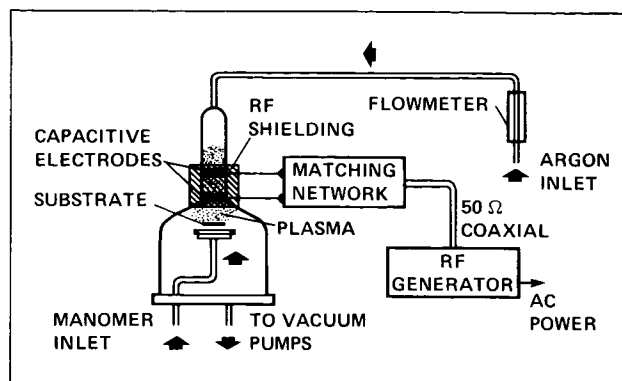 RF
SHIELDING
FLOWMETER
CAPACITIVE
ELECTRODES
MATCHING
NETWORK
ARGON
INLET
SUBSTRATE
PLASMA
50 Ω
COAXIAL
RF
GENERATOR
AC
POWER
MANOMER
INLET
TO VACUUM
PUMPS